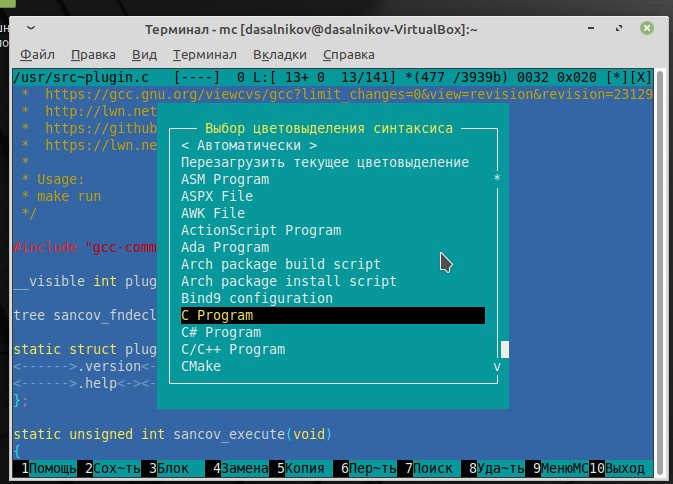 Терминал - mc [dasalnikov@dasalnikov-VirtualBox]:~
Файл Правка Вид Терминал Вкладки Справка
/usr/src~plugin.c [----] 0 L:[ 13+ 0 13/141] *(477 /3939b) 0032 0x020 [*][X]
* https://gcc.gnu.org/viewcvs/gcc?limit_changes=0&view=revision&revision=23129
* http://lwn.net
* https://github
* https://lwn.ne
*
* Usage:
* make run
*/
#include "gcc-comm
__visible int plug
tree sancov_fndecl
static struct plug
<------>.version<-
<------>.help<-><-
};
static unsigned int sancov_execute(void)
{
Выбор цветовыделения синтаксиса
< Автоматически >
Перезагрузить текущее цветовыделение
ASM Program *
ASPX File
AWK File
ActionScript Program
Ada Program
Arch package build script
Arch package install script
Bind9 configuration
C Program
C# Program
C/C++ Program
CMake v
1Помощь 2Сох~ть 3Блок 4Замена 5Копия 6Пер~ть 7Поиск 8Уда~ть 9МенюMC 10Выход